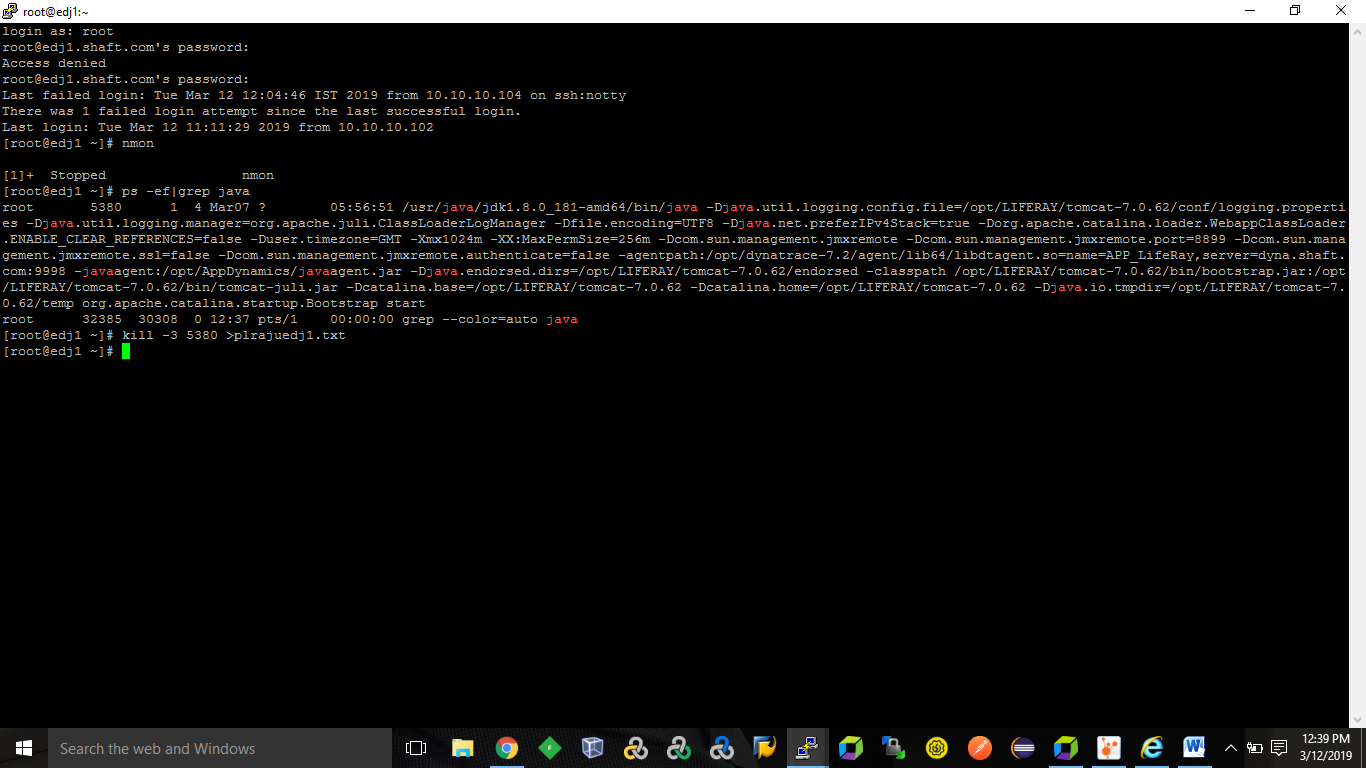 root@edj1:~
login as: root
root@edj1.shaft.com's password:
Access denied
root@edj1.shaft.com's password:
Last failed login: Tue Mar 12 12:04:46 IST 2019 from 10.10.10.104 on ssh:notty
There was 1 failed login attempt since the last successful login.
Last login: Tue Mar 12 11:11:29 2019 from 10.10.10.102
[root@edj1 ~]# nmon
[1]+  Stopped                 nmon
[root@edj1 ~]# ps -ef|grep java
root       5380      1  4 Mar07 ?        05:56:51 /usr/java/jdk1.8.0_181-amd64/bin/java -Djava.util.logging.config.file=/opt/LIFERAY/tomcat-7.0.62/conf/logging.properti
es -Djava.util.logging.manager=org.apache.juli.ClassLoaderLogManager -Dfile.encoding=UTF8 -Djava.net.preferIPv4Stack=true -Dorg.apache.catalina.loader.WebappClassLoader
.ENABLE_CLEAR_REFERENCES=false -Duser.timezone=GMT -Xmx1024m -XX:MaxPermSize=256m -Dcom.sun.management.jmxremote -Dcom.sun.management.jmxremote.port=8899 -Dcom.sun.mana
gement.jmxremote.ssl=false -Dcom.sun.management.jmxremote.authenticate=false -agentpath:/opt/dynatrace-7.2/agent/lib64/libdtagent.so=name=APP_LifeRay,server=dyna.shaft.
com:9998 -javaagent:/opt/AppDynamics/javaagent.jar -Djava.endorsed.dirs=/opt/LIFERAY/tomcat-7.0.62/endorsed -classpath /opt/LIFERAY/tomcat-7.0.62/bin/bootstrap.jar:/opt
/LIFERAY/tomcat-7.0.62/bin/tomcat-juli.jar -Dcatalina.base=/opt/LIFERAY/tomcat-7.0.62 -Dcatalina.home=/opt/LIFERAY/tomcat-7.0.62 -Djava.io.tmpdir=/opt/LIFERAY/tomcat-7.
0.62/temp org.apache.catalina.startup.Bootstrap start
root      32385  30308  0 12:37 pts/1    00:00:00 grep --color=auto java
[root@edj1 ~]# kill -3 5380 >plrajuedj1.txt
[root@edj1 ~]#
Search the web and Windows
12:39 PM
3/12/2019